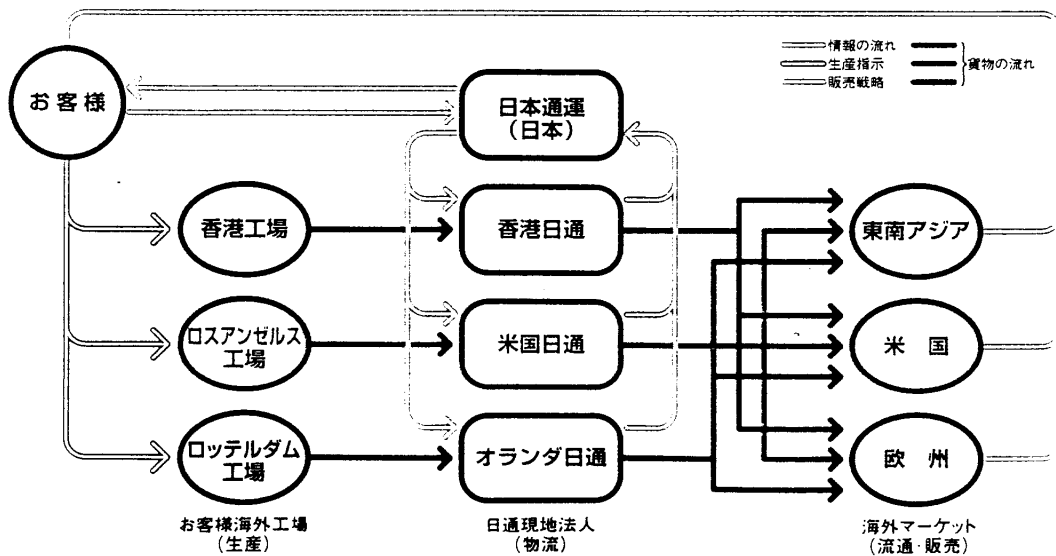 情報の流れ
生産指示
販売戦略
貨物の流れ
お客様
日本通運
(日本)
香港工場
香港日通
東南アジア
ロスアンゼルス
工場
米国日通
米国
ロッテルダム
工場
オランダ日通
欧州
お客様海外工場
(生産)
日通現地法人
(物流)
海外マーケット
(流通・販売)